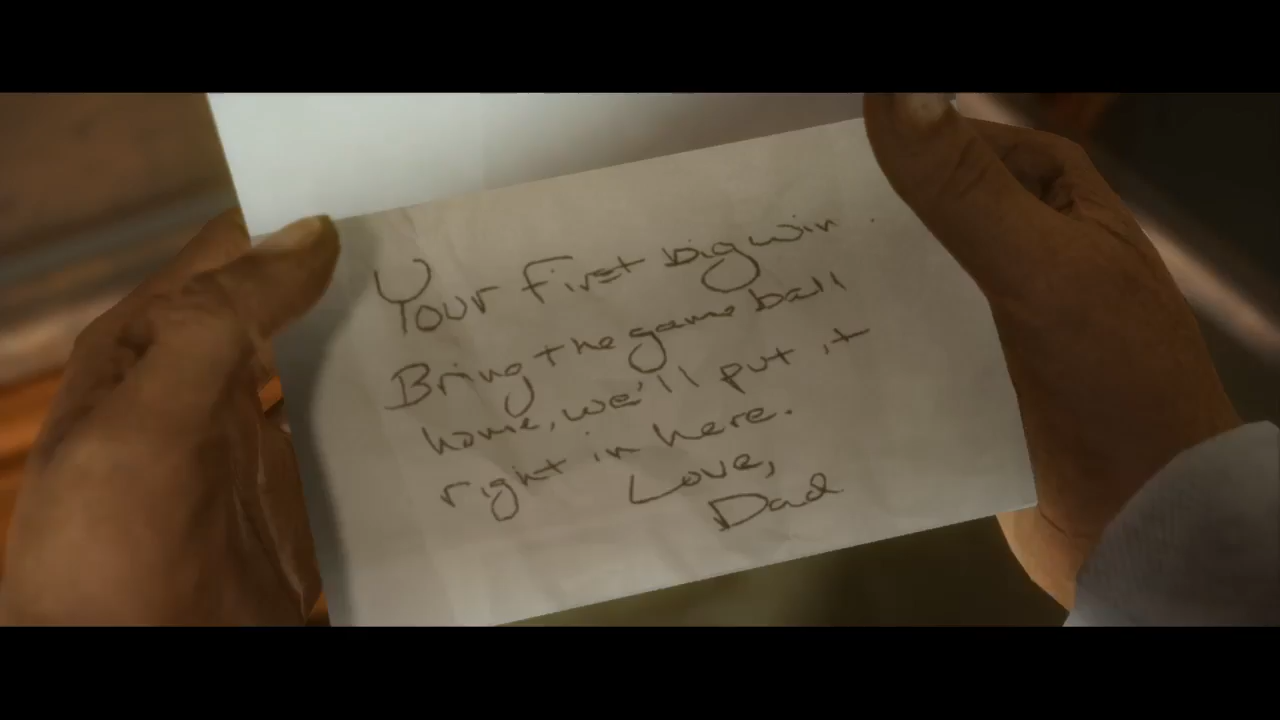 Your first big win.
Bring the game ball
home, we'll put it
right in here.
Love,
Dad